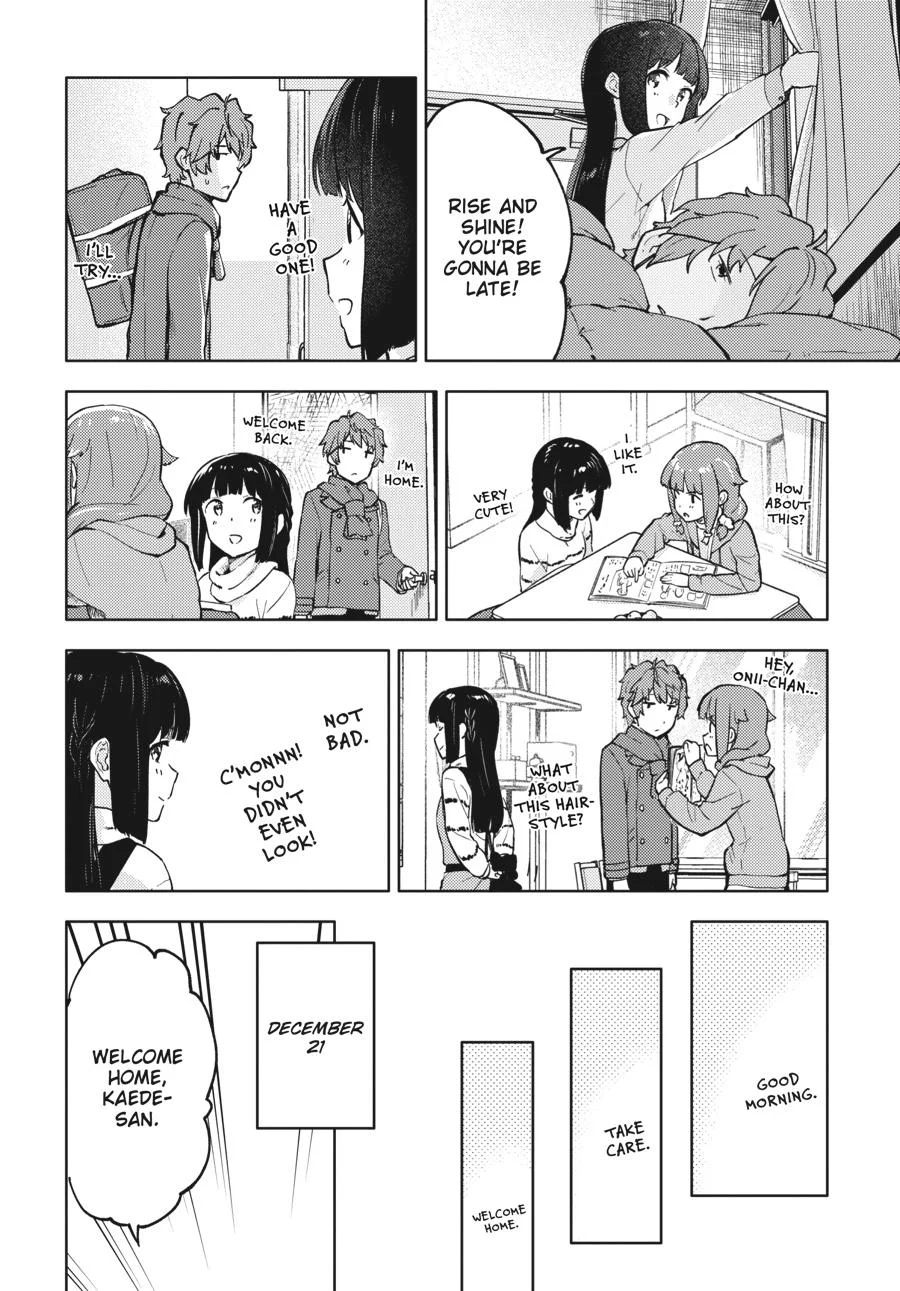 RISE AND
SHINE!
YOU'RE
GONNA BE
LATE!
HAVE
A
GOOD
ONE!
I'LL
TRY...
HOW
ABOUT
THIS?
I
LIKE
IT.
VERY
CUTE!
I'M
HOME.
WELCOME
BACK.
HEY,
ONII-CHAN...
WHAT
ABOUT
THIS HAIR-
STYLE?
NOT
BAD.
C'MONNN!
YOU
DIDN'T
EVEN
LOOK!
GOOD
MORNING.
TAKE
CARE.
WELCOME
HOME.
DECEMBER
21
WELCOME
HOME,
KAEDE-
SAN.